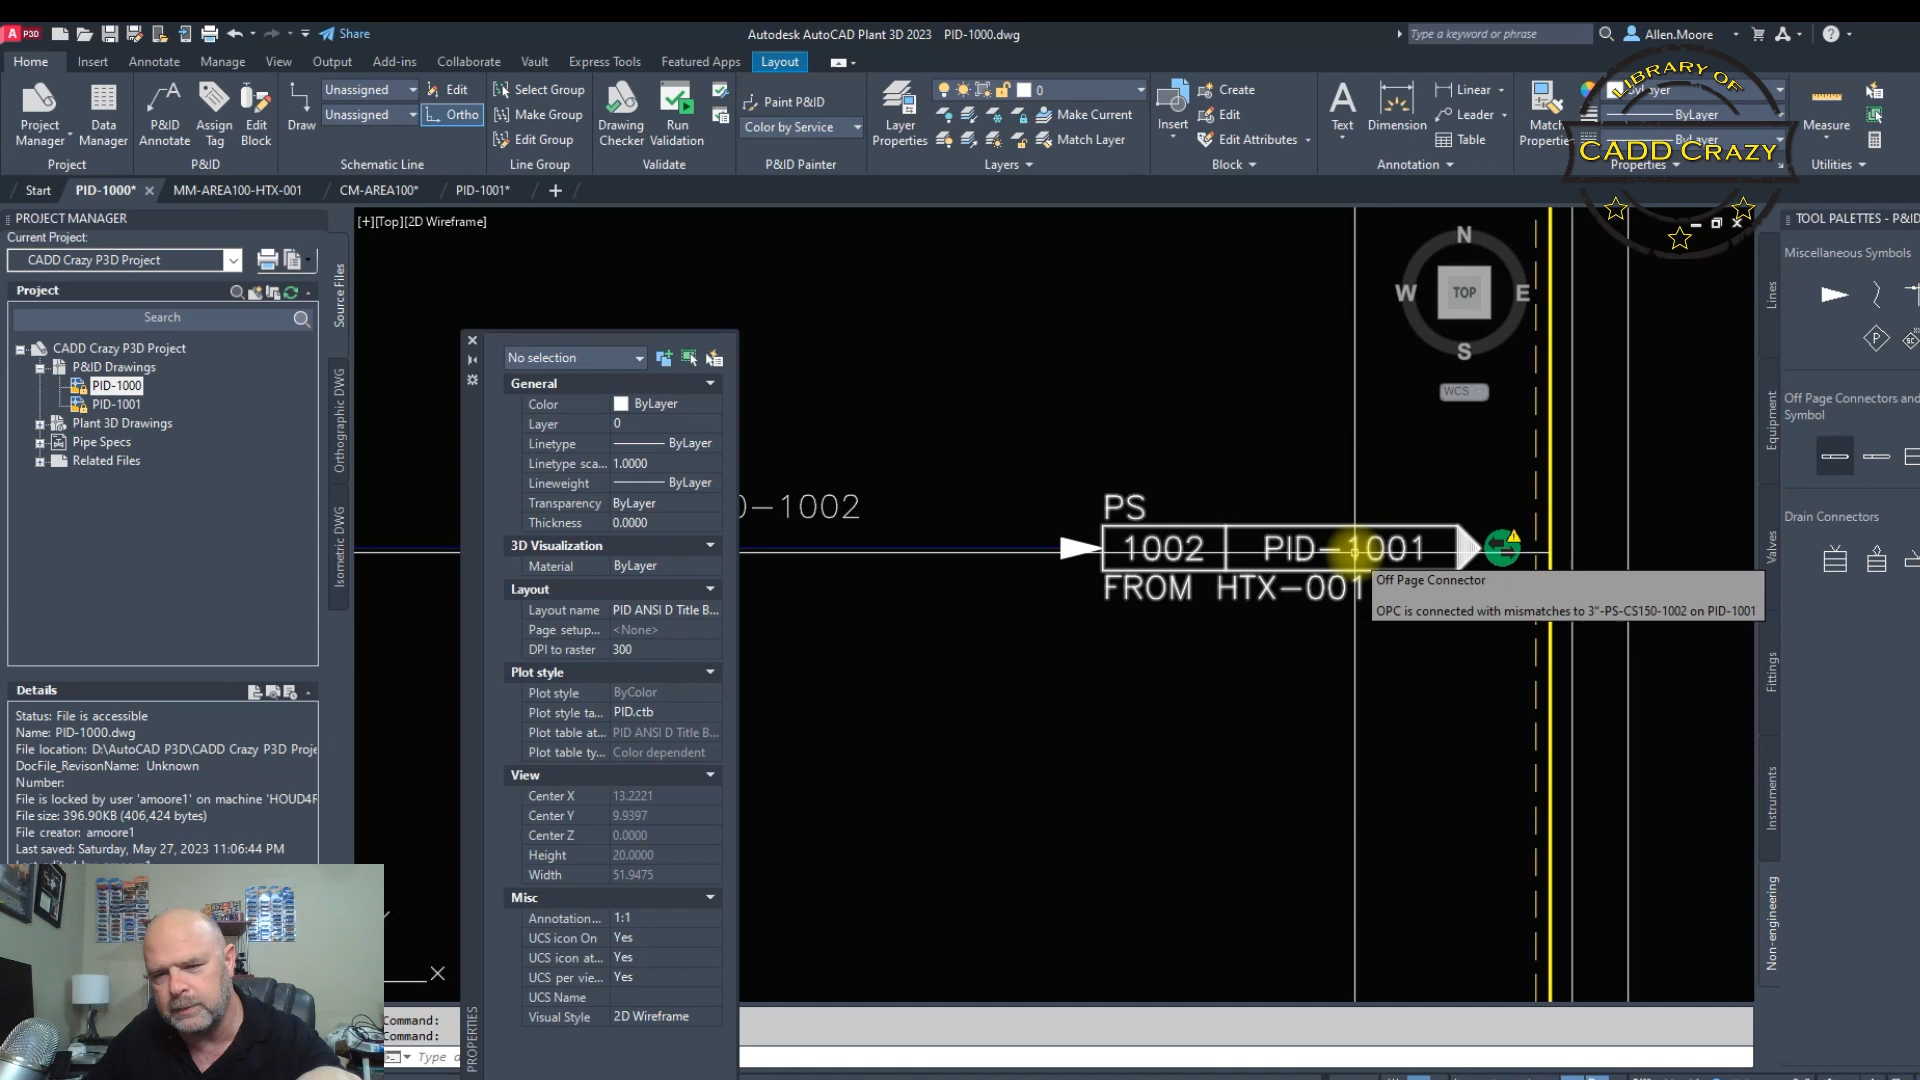 A P3D
Share
Autodesk AutoCAD Plant 3D 2023 PID-1000.dwg
Type a keyword or phrase
Allen.Moore
Home
Insert
Annotate
Manage
View
Output
Add-ins
Collaborate
Vault
Express Tools
Featured Apps
Layout
Project Manager
Data Manager
Project
P&ID Annotate
Assign Tag
Edit Block
P&ID
Draw
Unassigned
Unassigned
Edit
Ortho
Schematic Line
Select Group
Make Group
Edit Group
Line Group
Drawing Checker
Run Validation
Validate
Paint P&ID
Color by Service
P&ID Painter
Layer Properties
0
Make Current
Match Layer
Layers
Insert
Create
Edit
Edit Attributes
Block
Text
Dimension
Linear
Leader
Table
Annotation
Match
Propertie
ByLayer
ByLayer
Properties
Measure
Utilities
LIBRARY OF
CADD CRAZY
Start
PID-1000*
MM-AREA100-HTX-001
CM-AREA100*
PID-1001*
PROJECT MANAGER
Current Project:
CADD Crazy P3D Project
Project
Search
CADD Crazy P3D Project
P&ID Drawings
PID-1000
PID-1001
Plant 3D Drawings
Pipe Specs
Related Files
Source Files
Orthographic DWG
Isometric DWG
Details
Status: File is accessible
Name: PID-1000.dwg
File location: D:\AutoCAD P3D\CADD Crazy P3D Proje
DocFile_RevisonName: Unknown
Number:
File is locked by user 'amoore1' on machine 'HOUD4F
File size: 396.90KB (406,424 bytes)
File creator: amoore1
Last saved: Saturday, May 27, 2023 11:06:44 PM
[+][Top][2D Wireframe]
No selection
General
Color ByLayer
Layer 0
Linetype ByLayer
Linetype sca... 1.0000
Lineweight ByLayer
Transparency ByLayer
Thickness 0.0000
3D Visualization
Material ByLayer
Layout
Layout name PID ANSI D Title B...
Page setup... <None>
DPI to raster 300
Plot style
Plot style ByColor
Plot style ta... PID.ctb
Plot table at... PID ANSI D Title B...
Plot table ty... Color dependent
View
Center X 13.2221
Center Y 9.9397
Center Z 0.0000
Height 20.0000
Width 51.9475
Misc
Annotation... 1:1
UCS icon On Yes
UCS icon at... Yes
UCS per vie... Yes
UCS Name
Visual Style 2D Wireframe
PROPERTIES
-1002
PS
1002 PID-1001
FROM HTX-001
Off Page Connector
OPC is connected with mismatches to 3"-PS-CS150-1002 on PID-1001
N
W TOP E
S
WCS
Command:
Command:
Type a
TOOL PALETTES - P&ID
Miscellaneous Symbols
P
SC
Off Page Connectors and
Symbol
Drain Connectors
Lines
Equipment
Valves
Fittings
Instruments
Non-engineering